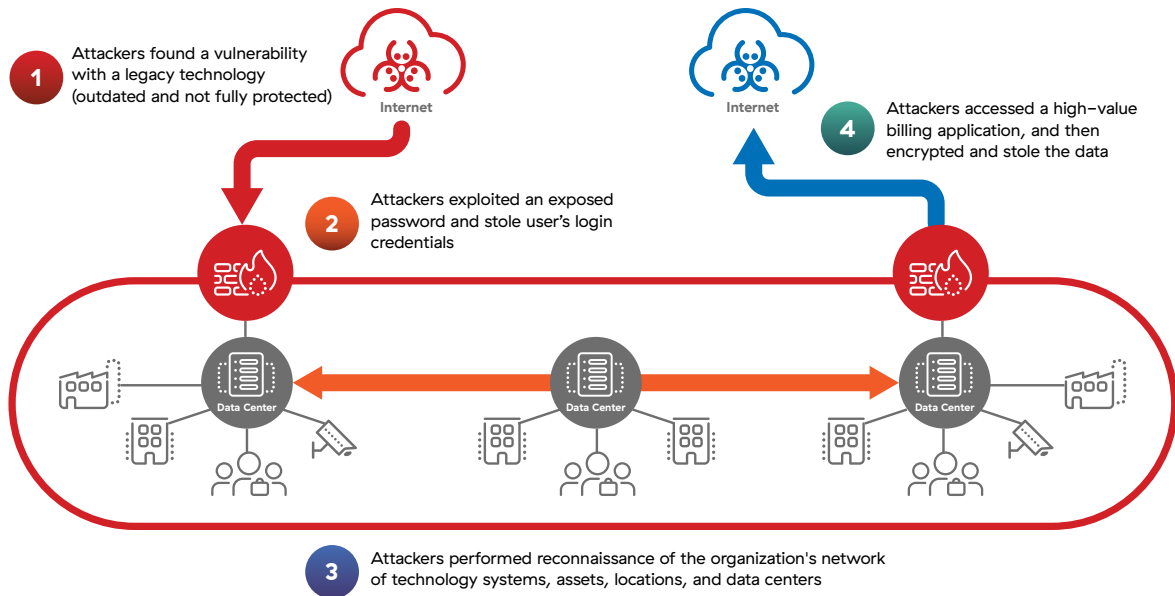 1
Attackers found a vulnerability
with a legacy technology
(outdated and not fully protected)
Internet
Internet
4
Attackers accessed a high-value
billing application, and then
encrypted and stole the data
2
Attackers exploited an exposed
password and stole user's login
credentials
Data Center
Data Center
Data Center
3
Attackers performed reconnaissance of the organization's network
of technology systems, assets, locations, and data centers